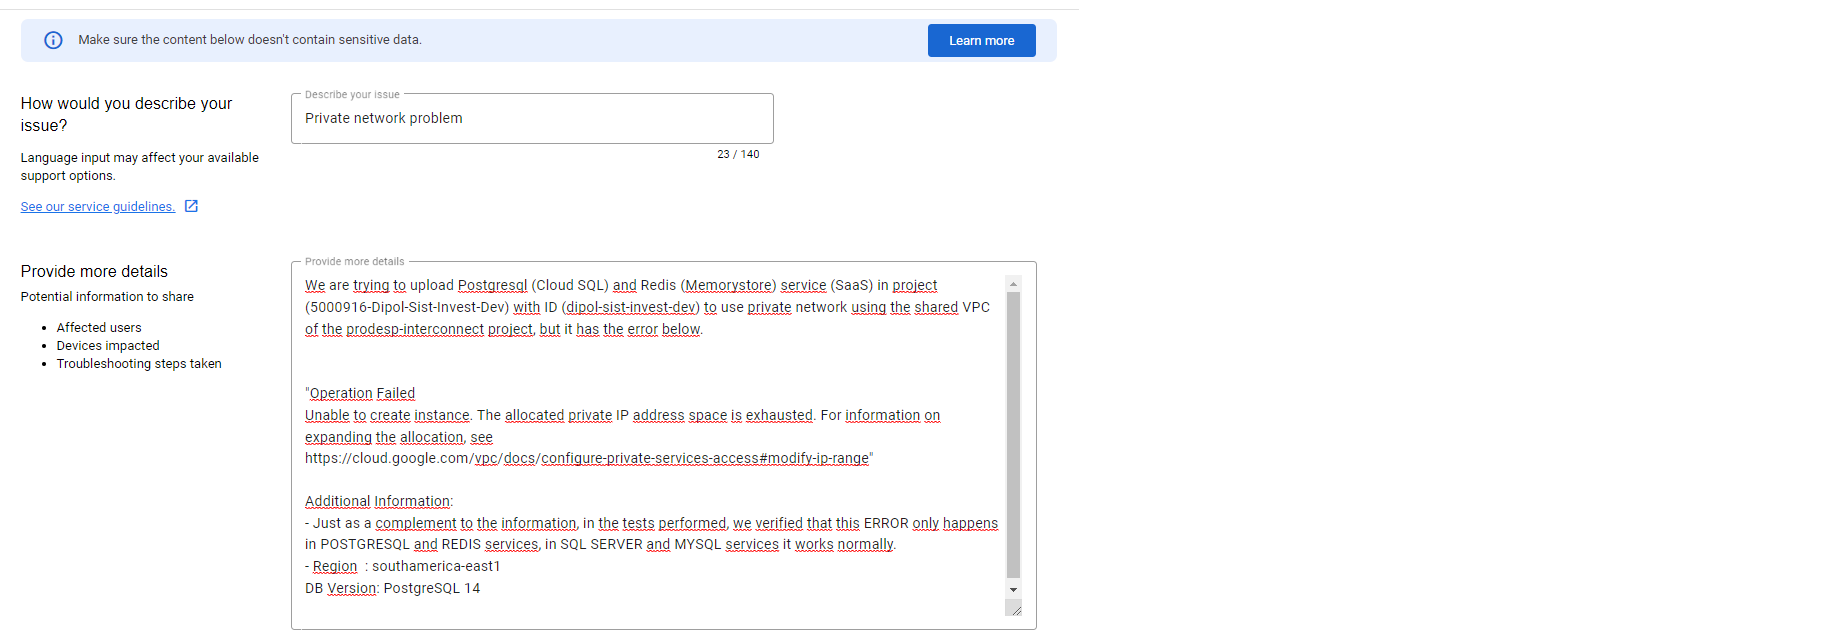 Make sure the content below doesn't contain sensitive data.
Learn more
How would you describe your
issue?
Language input may affect your available
support options.
See our service guidelines.
Describe your issue
Private network problem
23 / 140
Provide more details
Potential information to share
Affected users
Devices impacted
Troubleshooting steps taken
Provide more details
We are trying to upload Postgresql (Cloud SQL) and Redis (Memorystore) service (SaaS) in project
(5000916-Dipol-Sist-Invest-Dev) with ID (dipol-sist-invest-dev) to use private network using the shared VPC
of the prodesp-interconnect project, but it has the error below.
"Operation Failed
Unable to create instance. The allocated private IP address space is exhausted. For information on
expanding the allocation, see
https://cloud.google.com/vpc/docs/configure-private-services-access#modify-ip-range"
Additional Information:
- Just as a complement to the information, in the tests performed, we verified that this ERROR only happens
in POSTGRESQL and REDIS services, in SQL SERVER and MYSQL services it works normally.
- Region  : southamerica-east1
DB Version: PostgreSQL 14